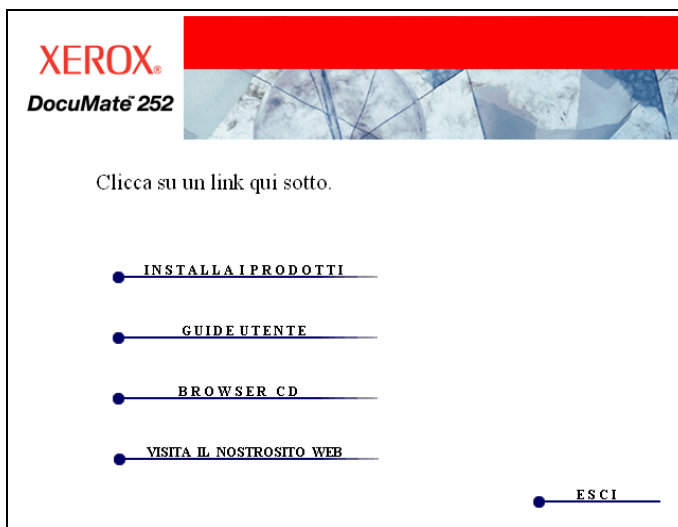 XEROX®
DocuMate™ 252
Clicca su un link qui sotto.
INSTALLA I PRODOTTI
GUIDE UTENTE
BROWSER CD
VISITA IL NOSTROSITO WEB
ESCI